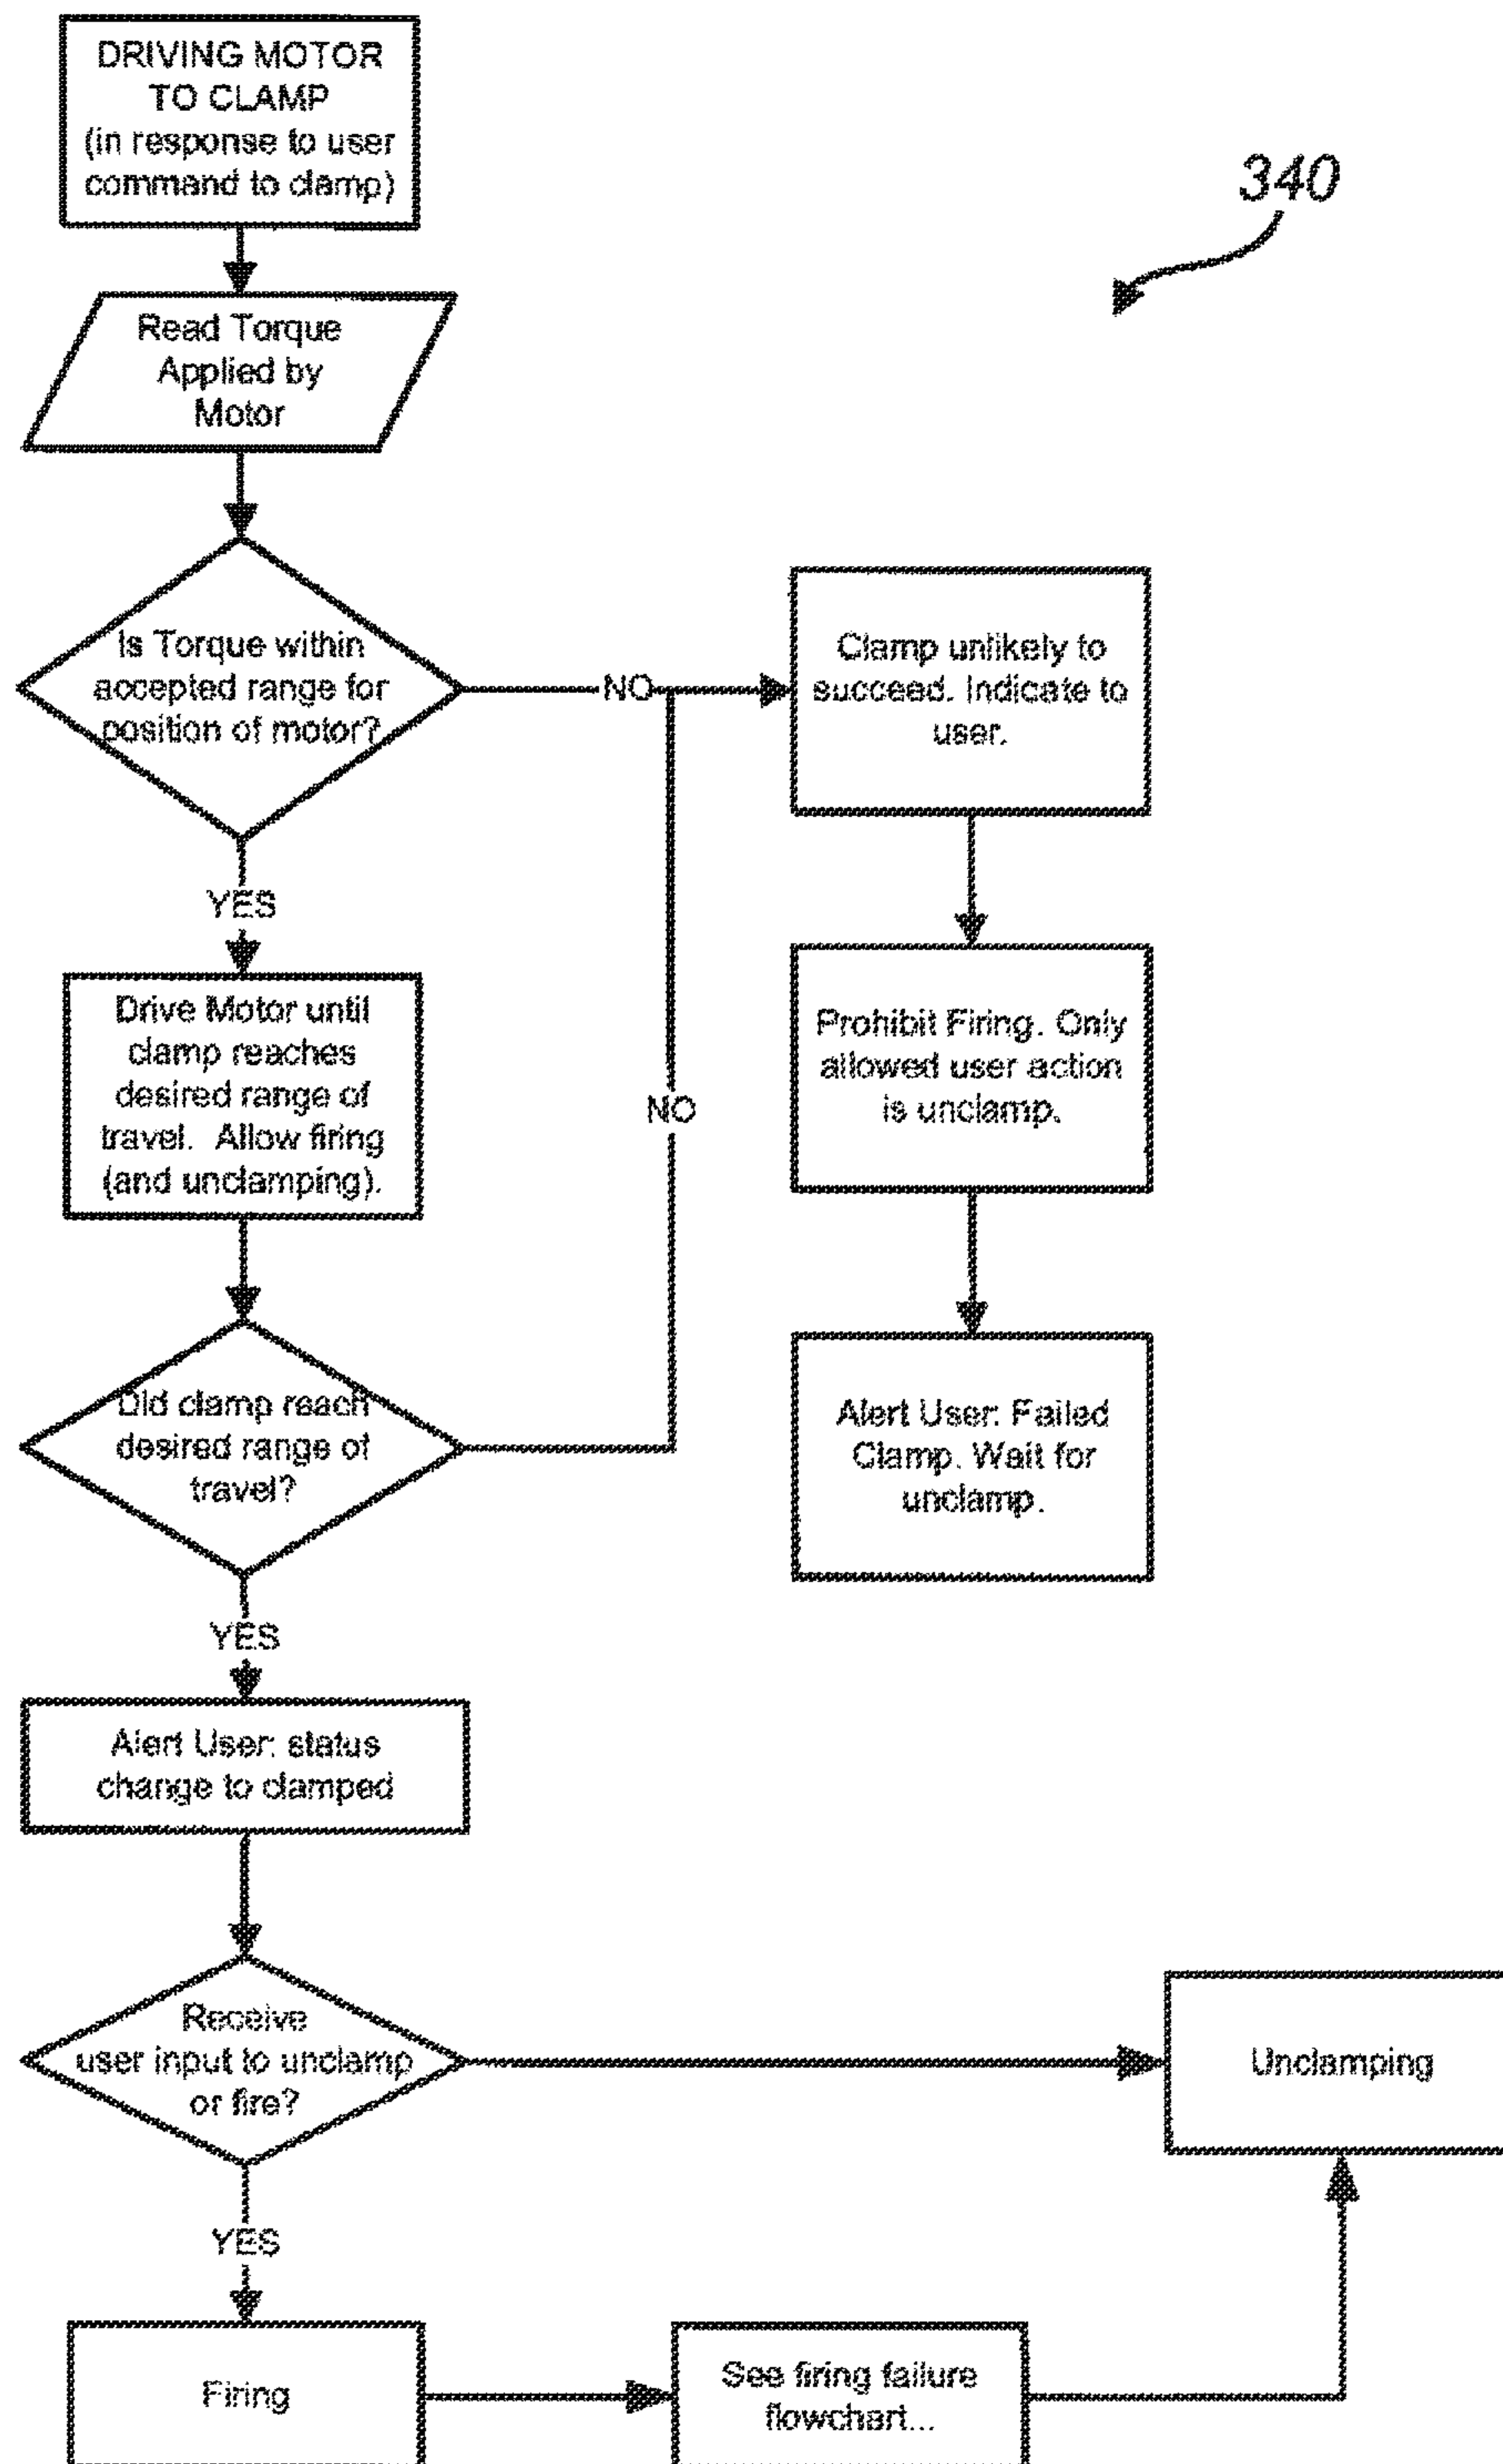 DRIVING MOTOR
TO CLAMP
(in response to user
command to clamp)
340
Read Torque
Applied by
Motor
Is Torque within
accepted range for
position of motor?
NO
Clamp unlikely to
succeed. Indicate to
user.
YES
Drive Motor until
clamp reaches
desired range of
travel. Allow firing
(and unclamping).
Prohibit Firing. Only
allowed user action
is unclamp.
NO
Did clamp reach
desired range of
travel?
Alert User: Failed
Clamp. Wait for
unclamp.
YES
Alert User: status
change to clamped
Receive
user input to unclamp
or fire?
Unclamping
YES
Firing
See firing failure
flowchart...